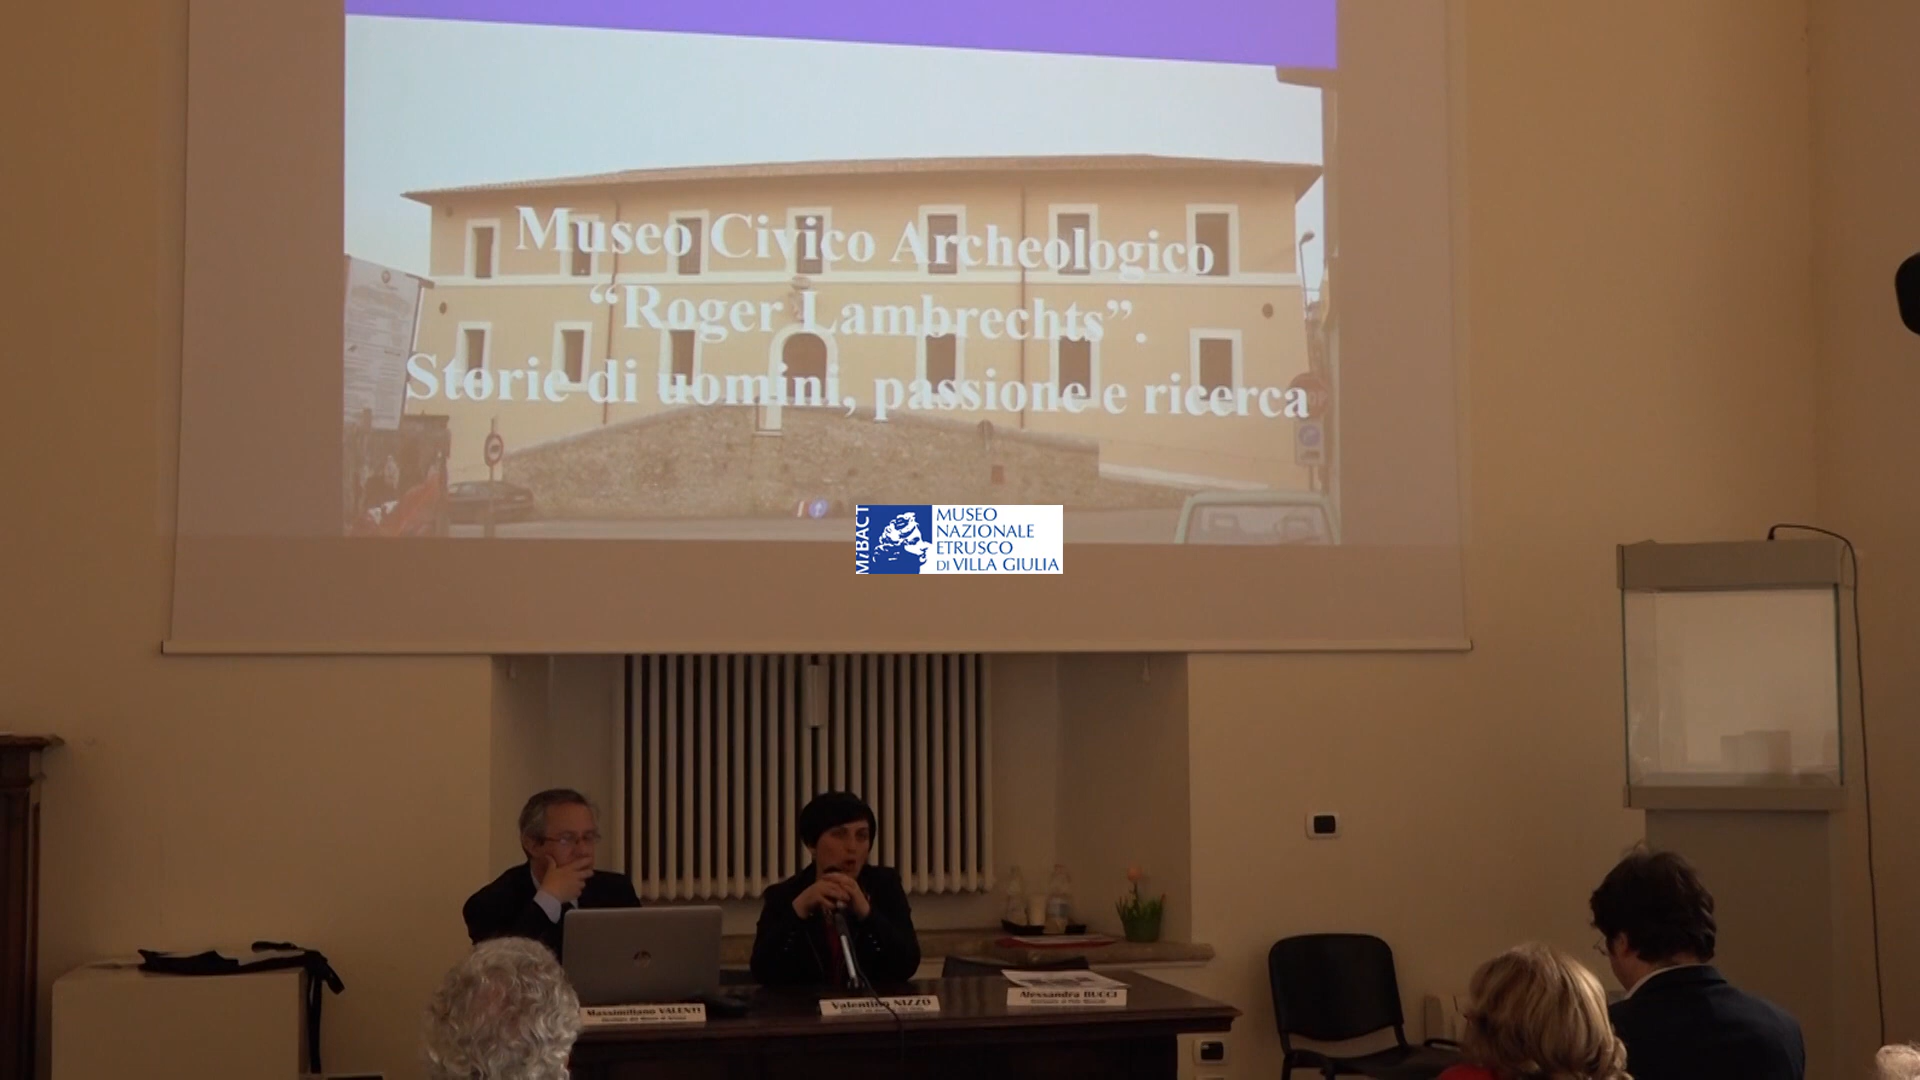 Museo Civico Archeologico
“Roger Lambrechts”.
Storie di uomini, passione e ricerca
MiBACT
MUSEO
NAZIONALE
ETRUSCO
DI VILLA GIULIA
Massimiliano VALENTI
Valentino NIZZO
Alessandra BUCCI